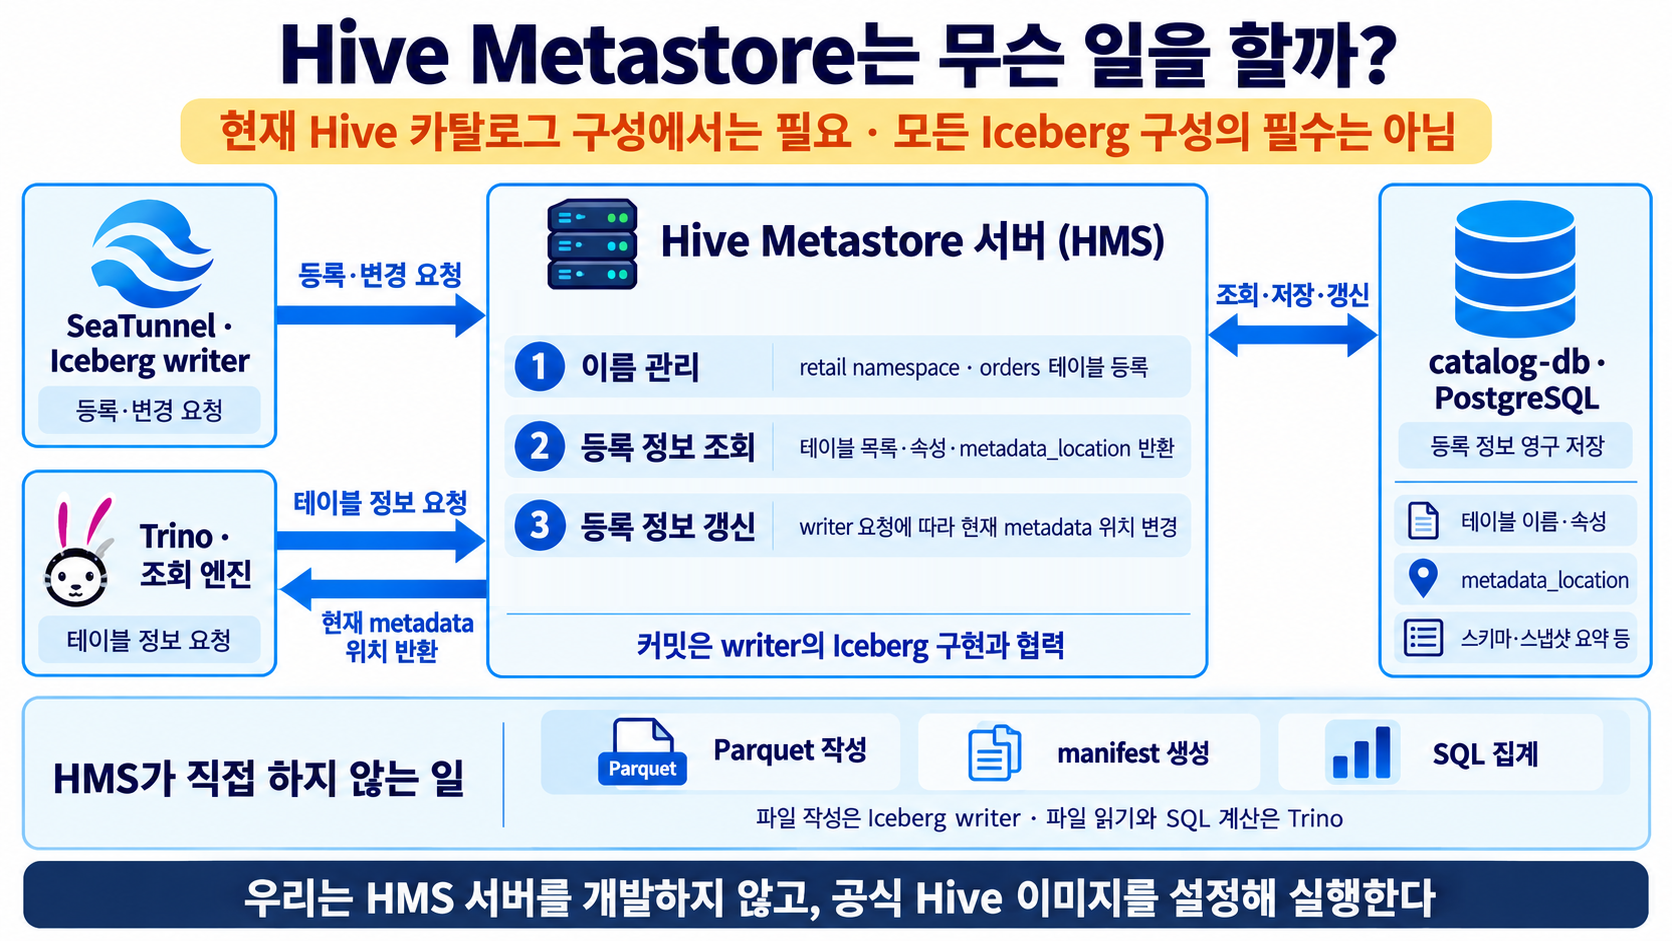 Hive Metastore는 무슨 일을 할까?
현재 Hive 카탈로그 구성에서는 필요 · 모든 Iceberg 구성의 필수는 아님
SeaTunnel ·
Iceberg writer
등록·변경 요청
등록·변경 요청
Trino ·
조회 엔진
테이블 정보 요청
테이블 정보 요청
현재 metadata
위치 반환
Hive Metastore 서버 (HMS)
1 이름 관리 retail namespace · orders 테이블 등록
2 등록 정보 조회 테이블 목록·속성·metadata_location 반환
3 등록 정보 갱신 writer 요청에 따라 현재 metadata 위치 변경
커밋은 writer의 Iceberg 구현과 협력
조회·저장·갱신
catalog-db ·
PostgreSQL
등록 정보 영구 저장
테이블 이름·속성
metadata_location
스키마·스냅샷 요약 등
HMS가 직접 하지 않는 일
Parquet
Parquet 작성
manifest 생성
SQL 집계
파일 작성은 Iceberg writer · 파일 읽기와 SQL 계산은 Trino
우리는 HMS 서버를 개발하지 않고, 공식 Hive 이미지를 설정해 실행한다